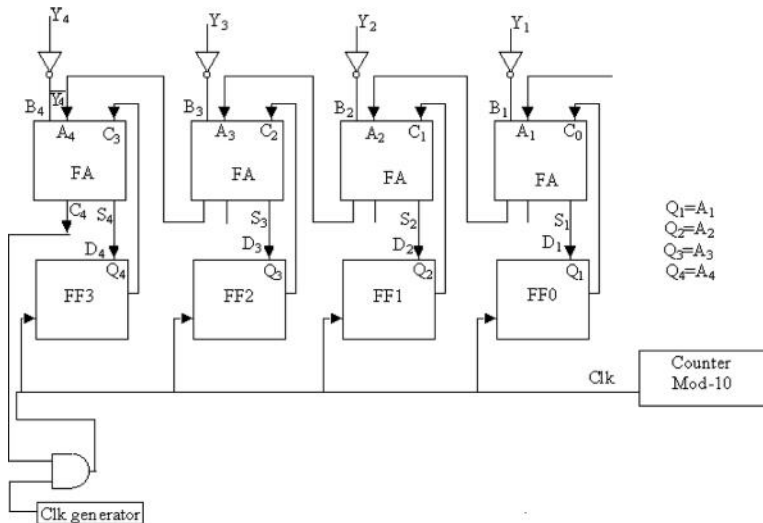 Y4 Y3 Y2 Y1
B4 Y4 B3 B2 B1
A4 C3 A3 C2 A2 C1 A1 C0
FA FA FA FA
C4 S4 S3 S2 S1
D4 D3 D2 D1
Q4 Q3 Q2 Q1
FF3 FF2 FF1 FF0
Q1=A1
Q2=A2
Q3=A3
Q4=A4
Clk
Counter
Mod-10
Clk generator